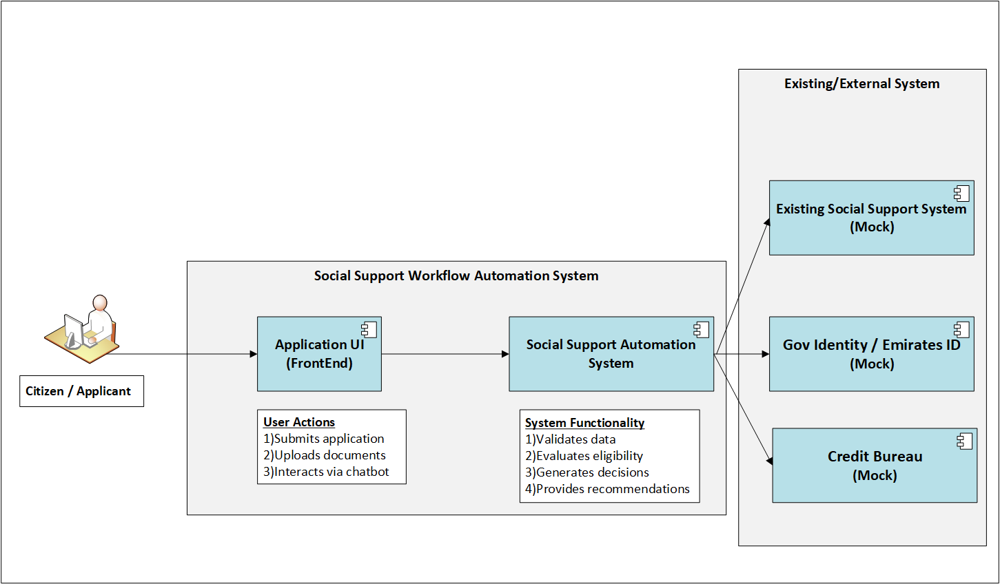 Existing/External System
Existing Social Support System
(Mock)
Social Support Workflow Automation System
Application UI
(FrontEnd)
Social Support Automation
System
Gov Identity / Emirates ID
(Mock)
Citizen / Applicant
User Actions
1)Submits application
2)Uploads documents
3)Interacts via chatbot
System Functionality
1)Validates data
2)Evaluates eligibility
3)Generates decisions
4)Provides recommendations
Credit Bureau
(Mock)